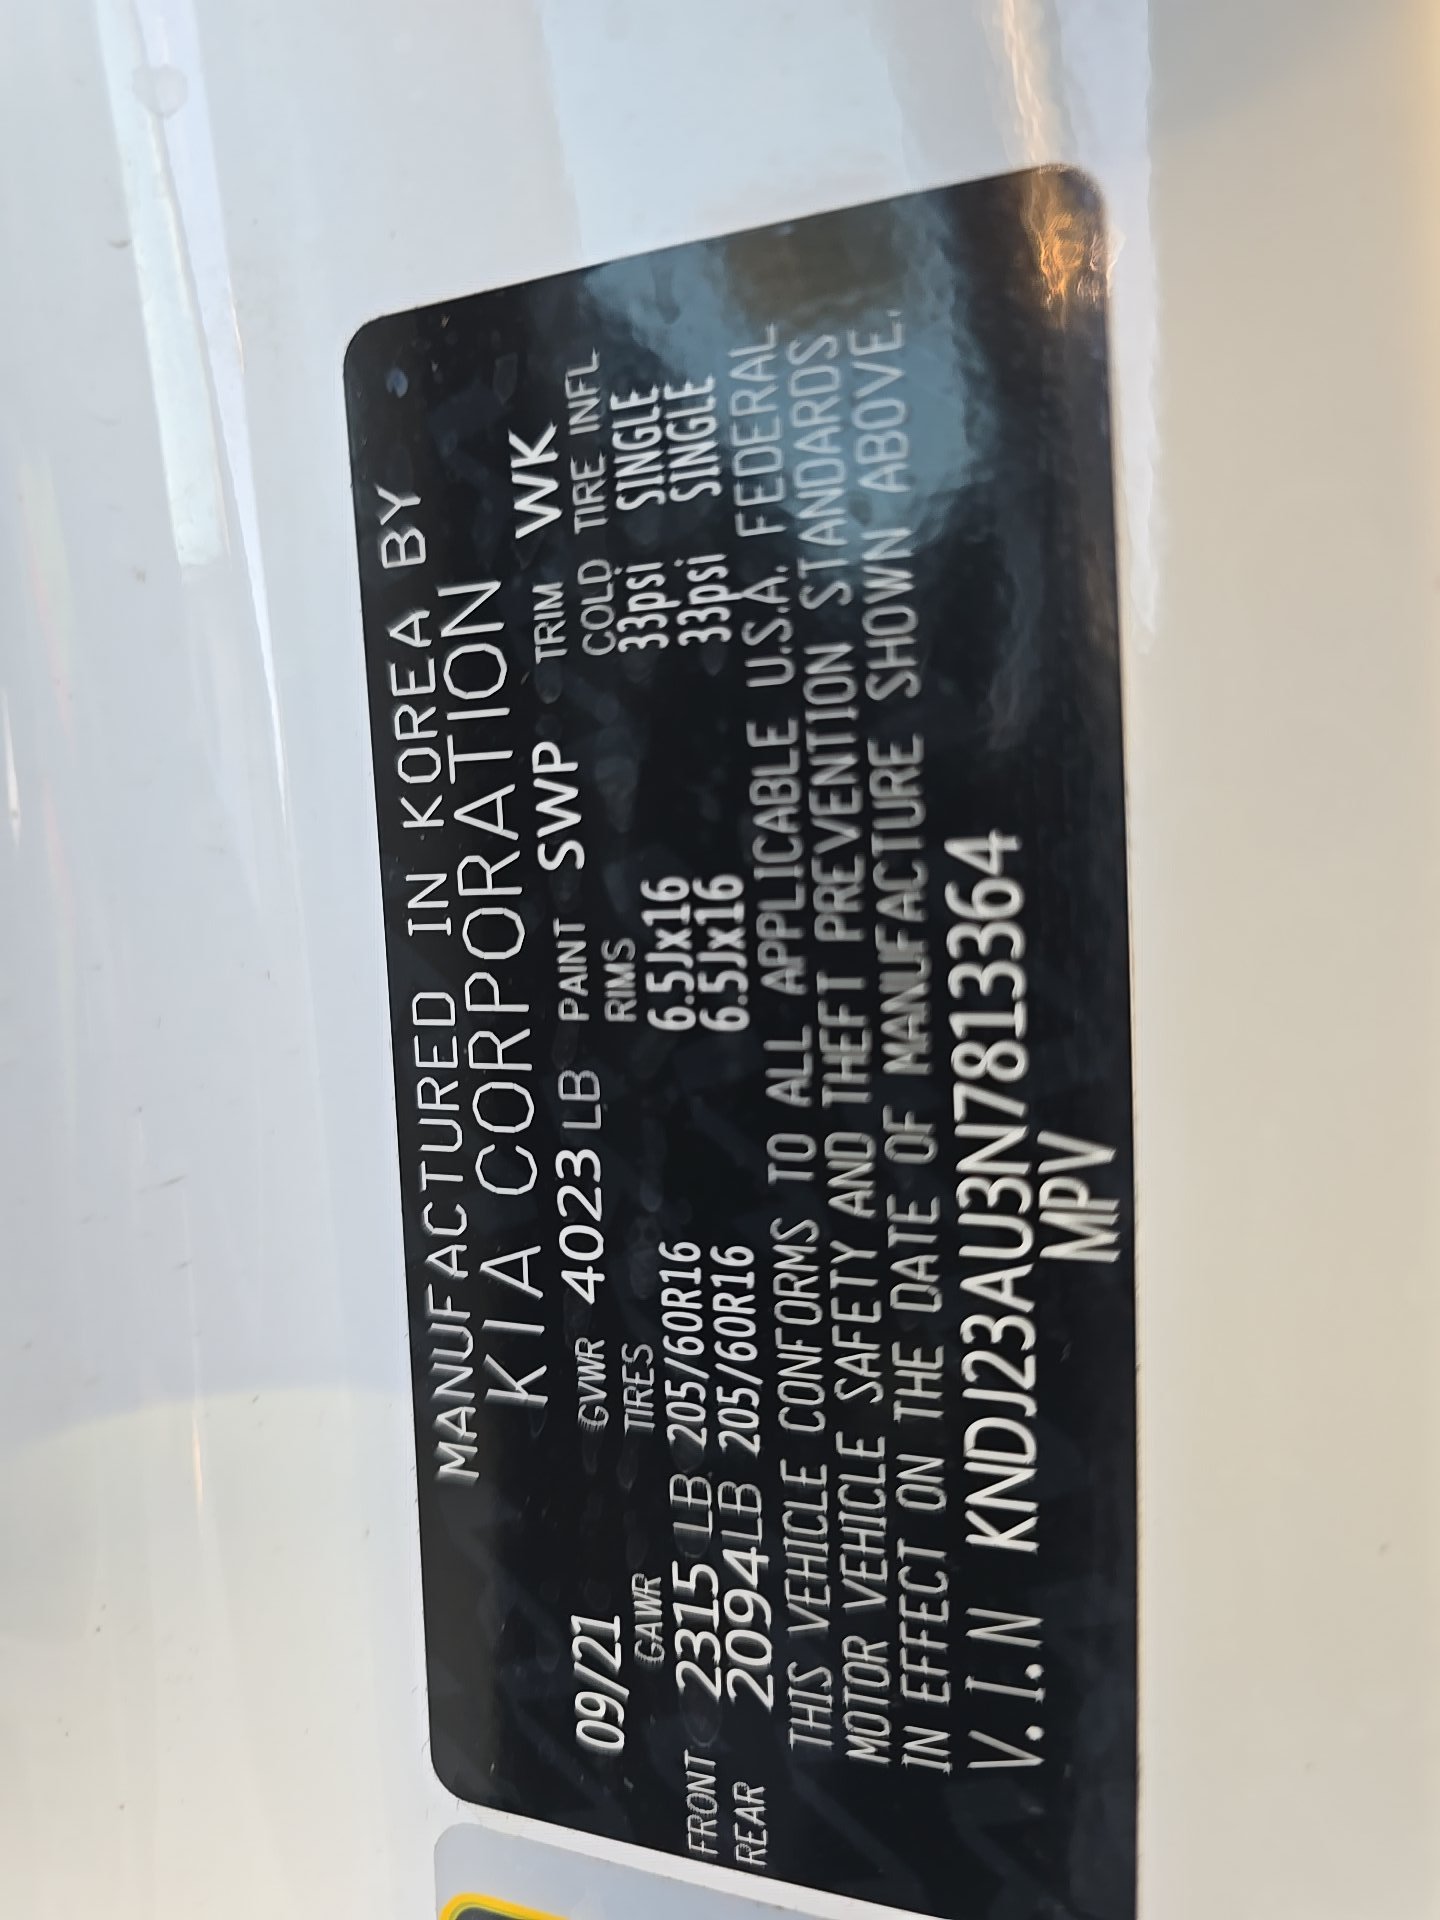 MANUFACTURED IN KOREA BY
KIA CORPORATION
09/21 GVWR 4023 LB PAINT SWP TRIM WK
GAWR TIRES RIMS COLD TIRE INFL
FRONT 2315 LB 205/60R16 6.5Jx16 33psi SINGLE
REAR 2094LB 205/60R16 6.5Jx16 33psi SINGLE
THIS VEHICLE CONFORMS TO ALL APPLICABLE U.S.A. FEDERAL
MOTOR VEHICLE SAFETY AND THEFT PREVENTION STANDARDS
IN EFFECT ON THE DATE OF MANUFACTURE SHOWN ABOVE.
V.I.N KNDJ23AU3N7813364
MPV